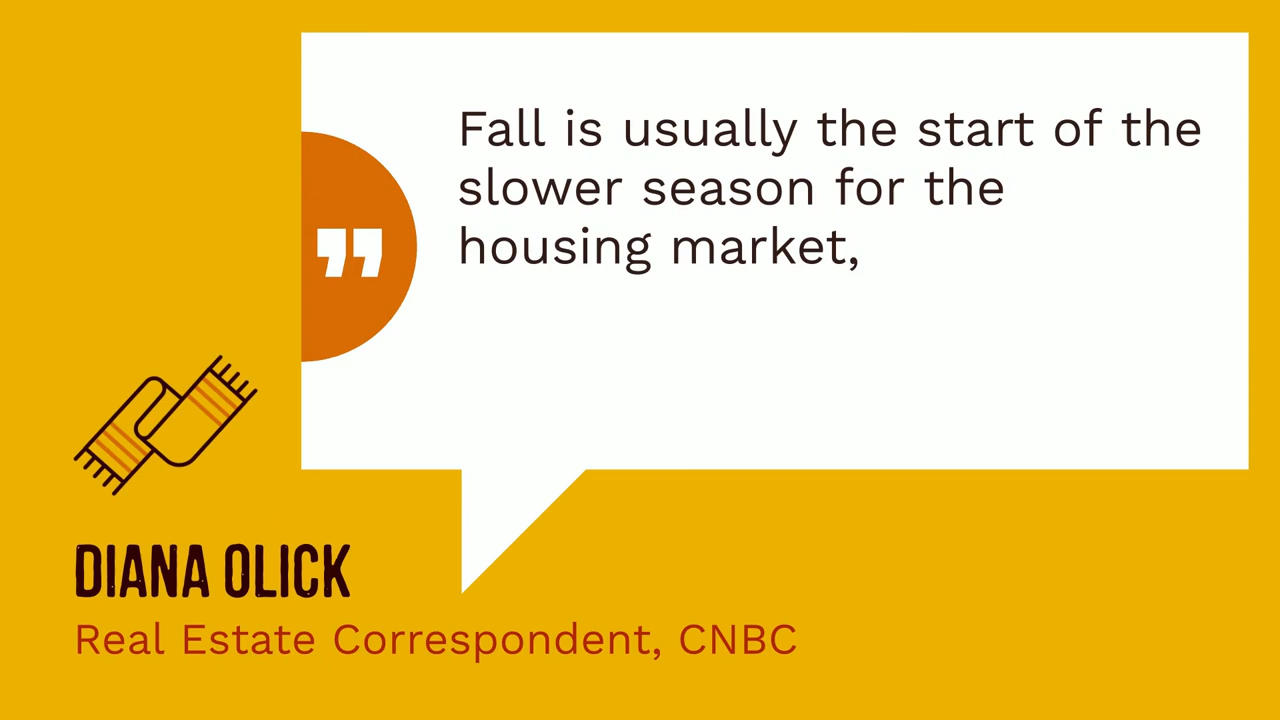 Fall is usually the start of the
slower season for the
housing market,
”
DIANA OLICK
Real Estate Correspondent, CNBC